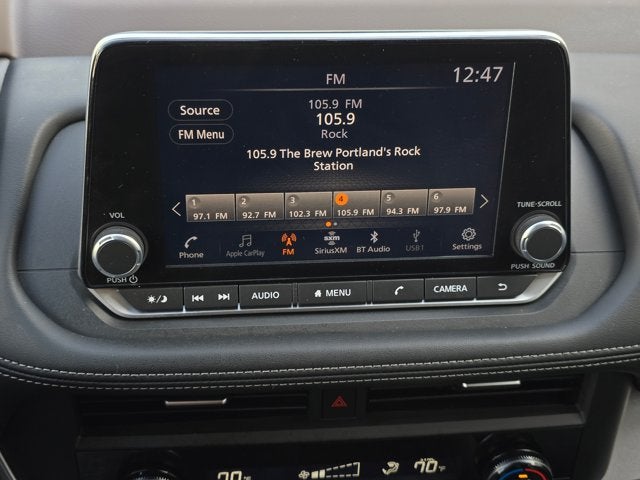 FM 12:47
Source
105.9 FM
105.9
FM Menu
Rock
105.9 The Brew Portland's Rock
Station
1 2 3 4 5 6
97.1 FM 92.7 FM 102.3 FM 105.9 FM 94.3 FM 97.9 FM
VOL
TUNE·SCROLL
Phone Apple CarPlay FM sxm SiriusXM BT Audio USB1 Settings
PUSH
PUSH SOUND
AUDIO MENU CAMERA
70 70°F